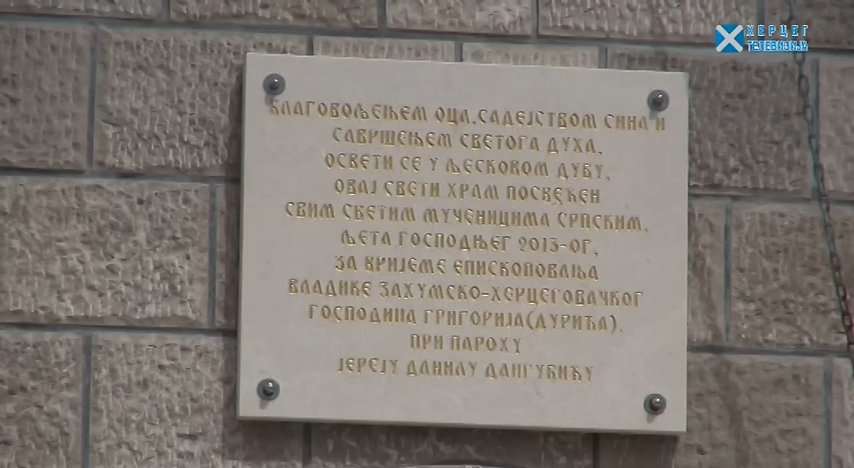 ХЕРЦЕГ
ТЕЛЕВИЗИЈА
БЛАГОВОЉЕЊЕМ ОЦА, САДЕЈСТВОМ СИНА И
САВРШЕЊЕМ СВЕТОГА ДУХА,
ОСВЕТИ СЕ У ЉЕСКОВОМ ДУБУ,
ОВАЈ СВЕТИ ХРАМ ПОСВЕЋЕН
СВИМ СВЕТИМ МУЧЕНИЦИМА СРПСКИМ,
ЉЕТА ГОСПОДЊЕГ 2013-ОГ,
ЗА ВРИЈЕМЕ ЕПИСКОПОВАЊА
ВЛАДИКЕ ЗАХУМСКО-ХЕРЦЕГОВАЧКОГ
ГОСПОДИНА ГРИГОРИЈА(ДУРИЋА),
ПРИ ПАРОХУ
ЈЕРЕЈУ ДАНИЛУ ДАНГУБИЋУ